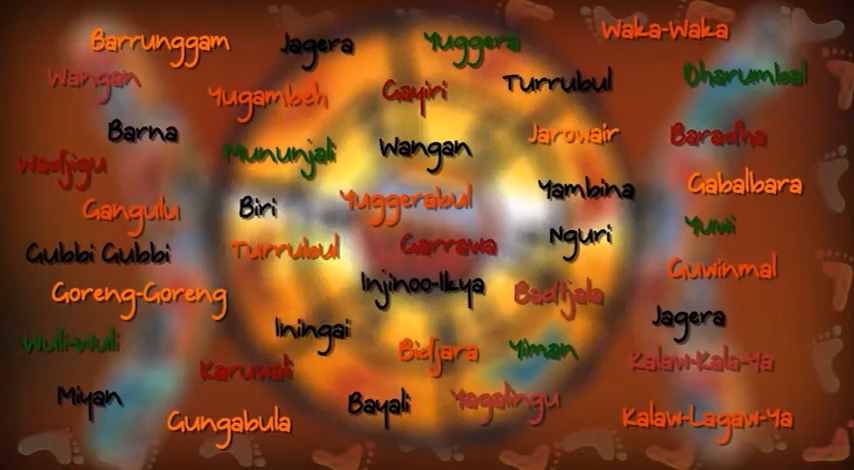 Barrunggam
Jagera
Yuggera
Waka-Waka
Wangan
Yugambeh
Gayiri
Turrubul
Dharumbal
Barna
Mununjali
Wangan
Jarowair
Baradha
Wadjigu
Gangulu
Biri
Yuggerabul
Yambina
Gabalbara
Gubbi Gubbi
Turrubul
Garrawa
Nguri
Yuwi
Goreng-Goreng
Injinoo-Ikya
Badtjala
Guwinmal
Wuli-Wuli
Iningai
Bidjara
Yiman
Jagera
Miyan
Karuwali
Bayali
Yagalingu
Kalaw-Kala-Ya
Gungabula
Kalaw-Lagaw-Ya